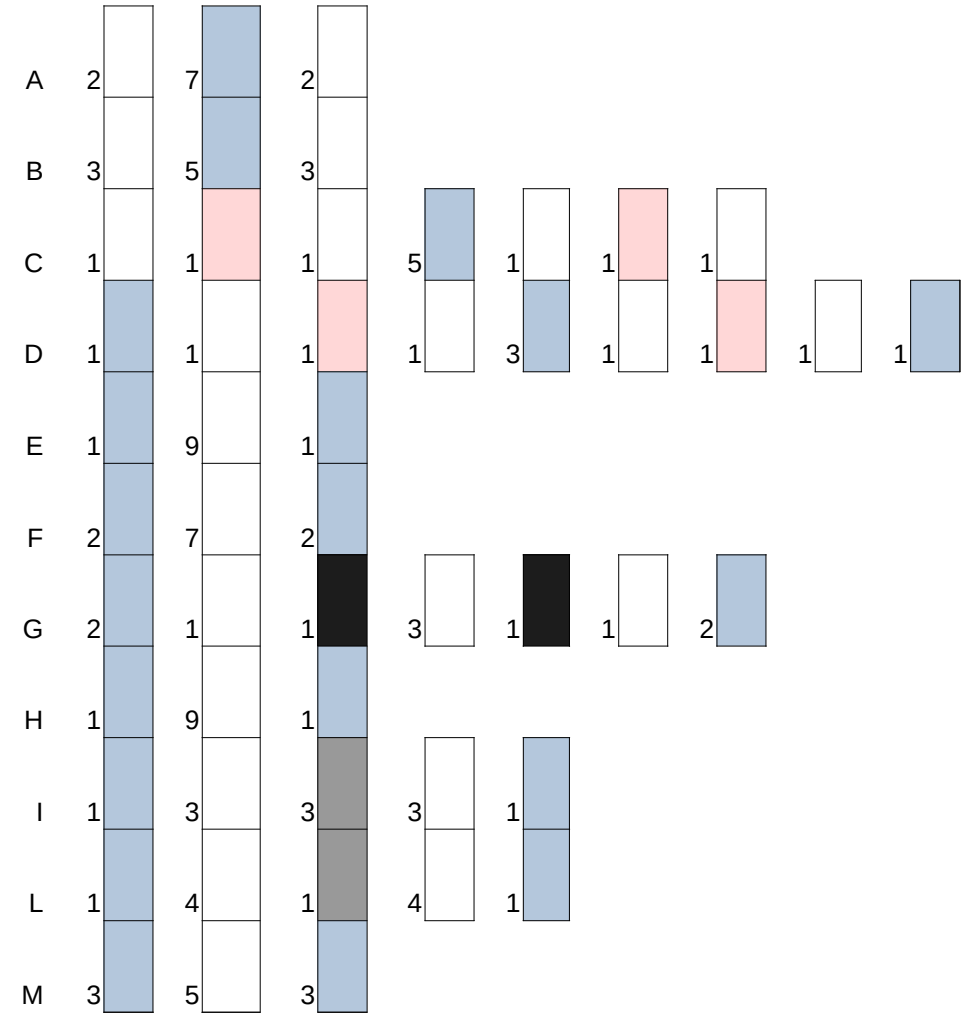 A 2 7 2
B 3 5 3
C 1 1 1 5 1 1 1
D 1 1 1 1 3 1 1 1 1
E 1 9 1
F 2 7 2
G 2 1 1 3 1 1 2
H 1 9 1
I 1 3 3 3 1
L 1 4 1 4 1
M 3 5 3